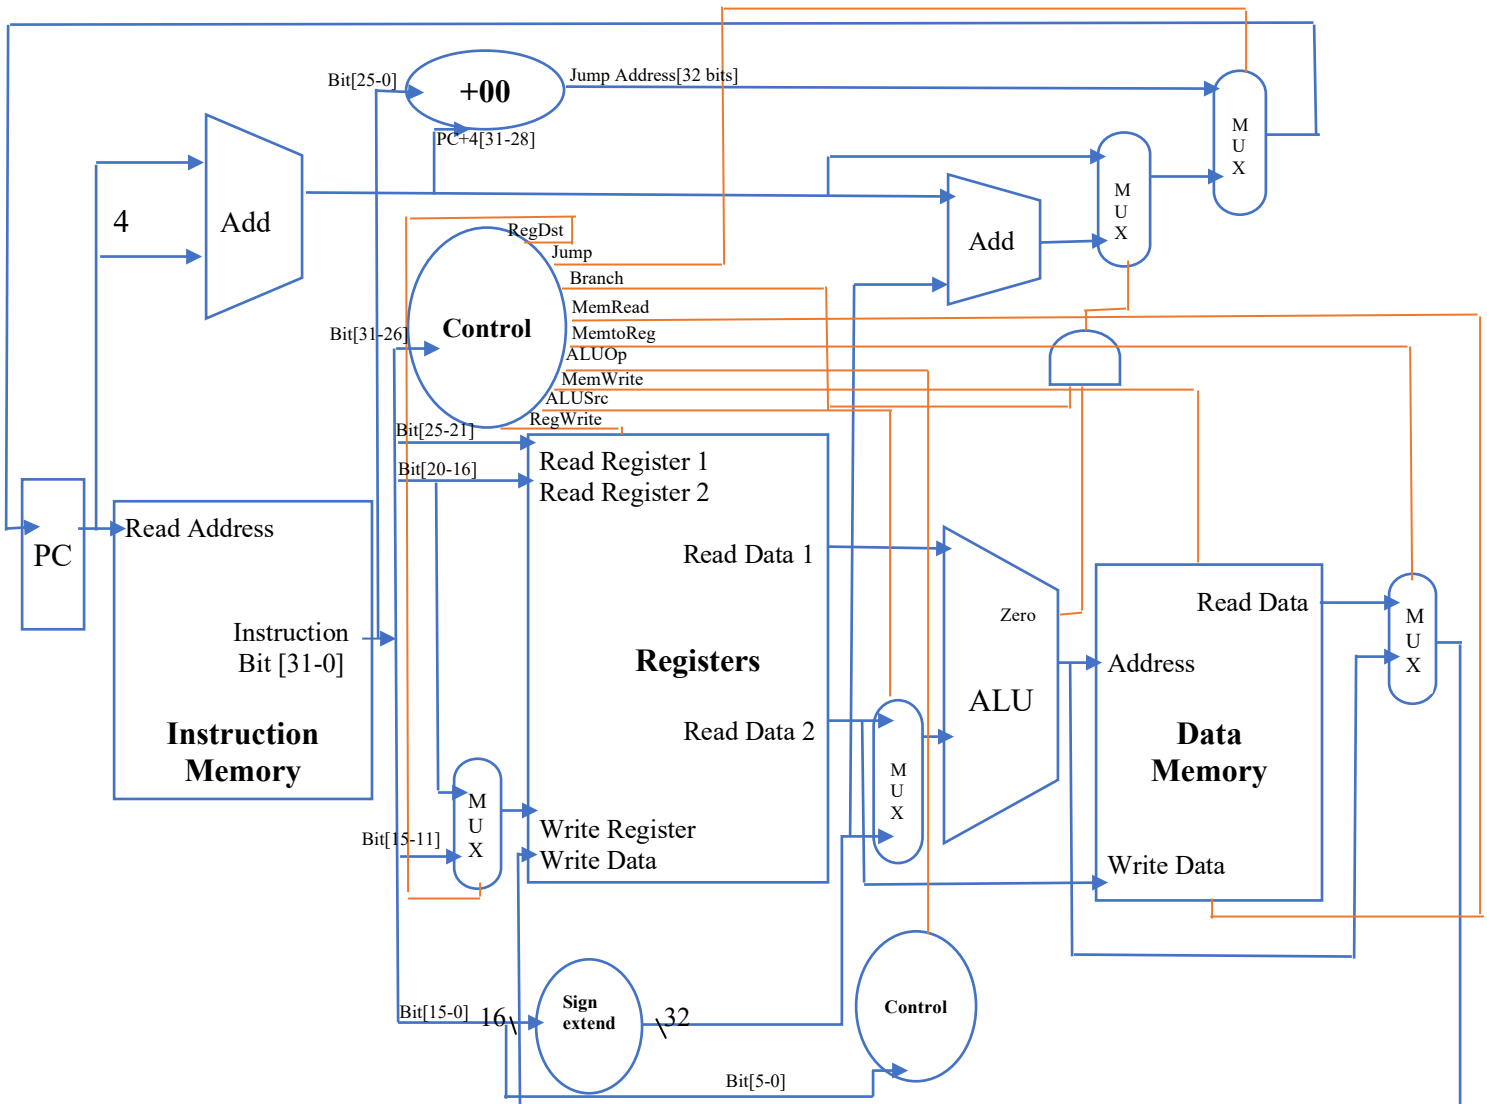 Bit[25-0]
+00
Jump Address[32 bits]
PC+4[31-28]
M
U
X
M
U
X
4
Add
Add
RegDst
Jump
Branch
MemRead
MemtoReg
ALUOp
MemWrite
ALUSrc
RegWrite
Bit[31-26]
Control
Bit[25-21]
Bit[20-16]
Read Register 1
Read Register 2
PC
Read Address
Instruction
Bit [31-0]
Instruction
Memory
Read Data 1
Registers
Read Data 2
Write Register
Write Data
M
U
X
Bit[15-11]
M
U
X
Zero
ALU
Read Data
Address
Data
Memory
Write Data
M
U
X
Bit[15-0]
16
Sign
extend
32
Control
Bit[5-0]